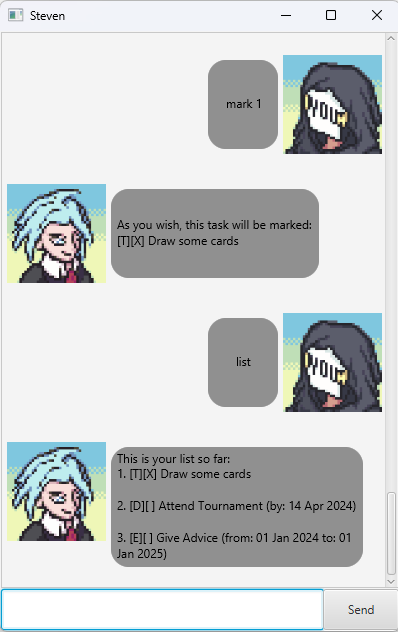 Steven
mark 1
YOU
As you wish, this task will be marked:
[T][X] Draw some cards
list
YOU
This is your list so far:
1. [T][X] Draw some cards
2. [D][ ] Attend Tournament (by: 14 Apr 2024)
3. [E][ ] Give Advice (from: 01 Jan 2024 to: 01
Jan 2025)
Send